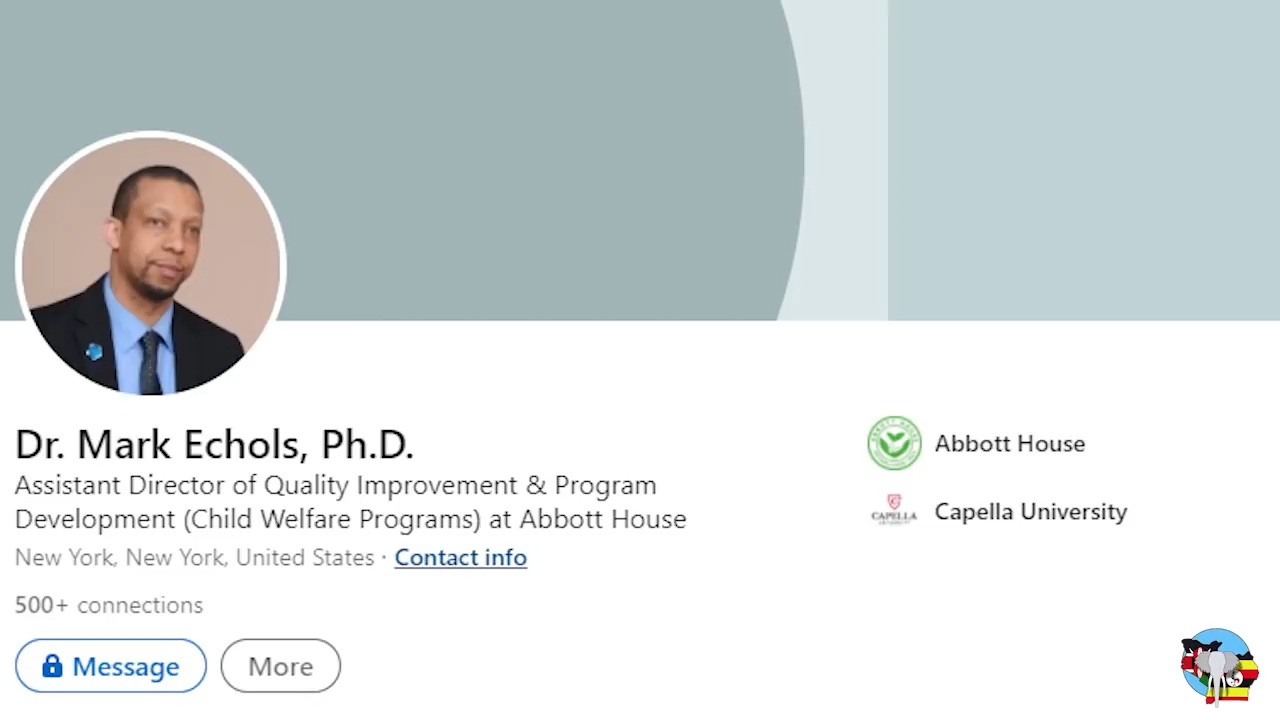 Dr. Mark Echols, Ph.D.
Assistant Director of Quality Improvement & Program
Development (Child Welfare Programs) at Abbott House
New York, New York, United States · Contact info
500+ connections
Message
More
Abbott House
CAPELLA
Capella University